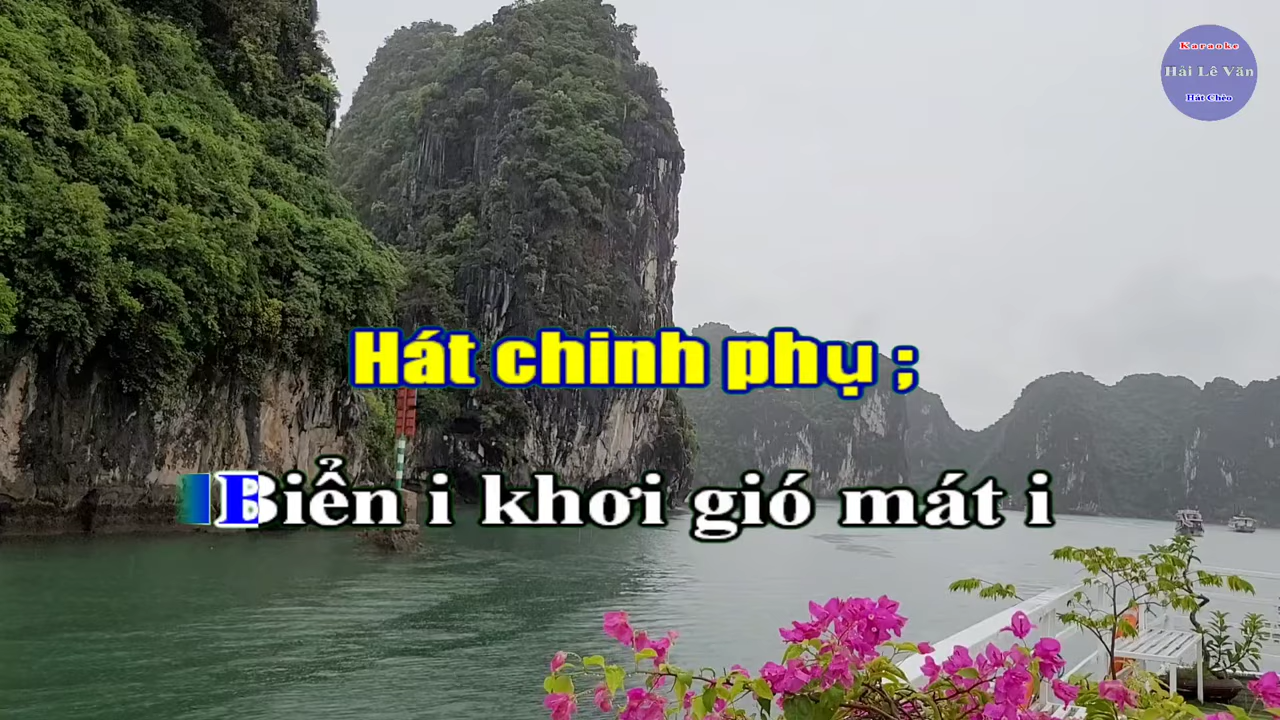 Karaoke
Hải Lê Văn
Hát Chèo
Hát chinh phụ ;
Biển i khơi gió mát i